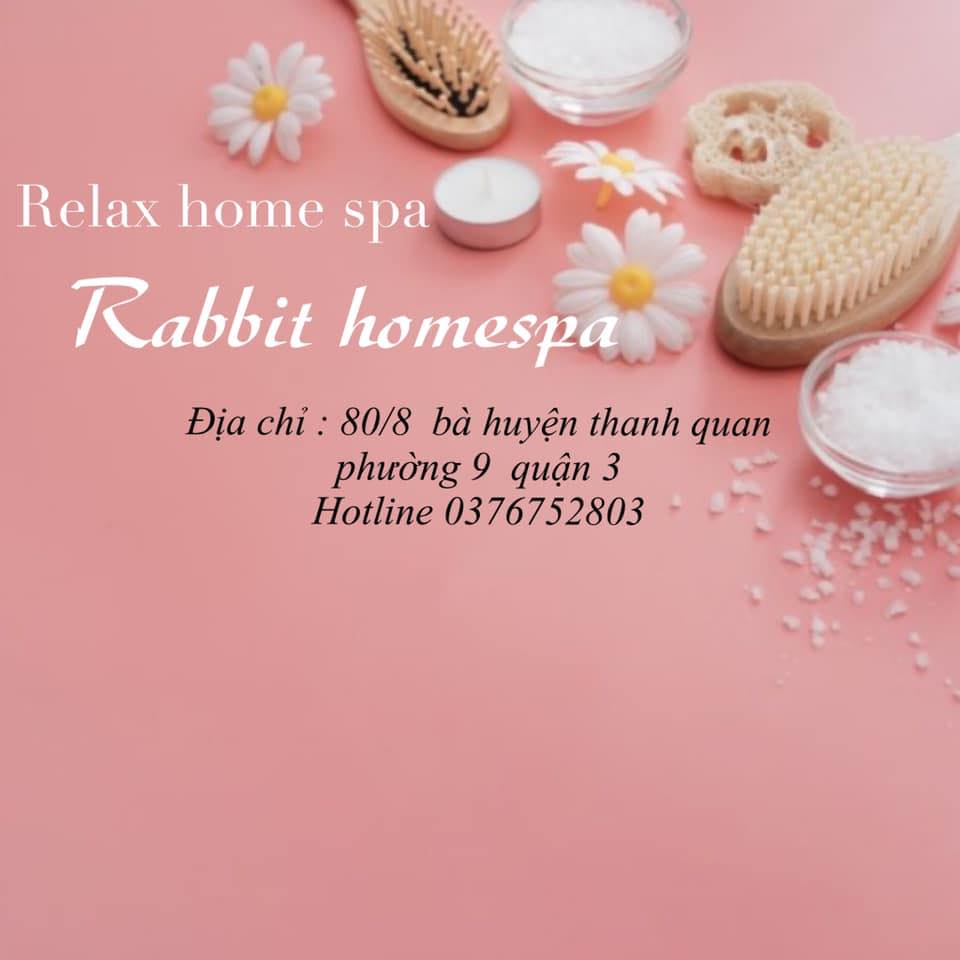 Relax home spa
Rabbit homespa
Địa chỉ : 80/8 bà huyện thanh quan
phường 9 quận 3
Hotline 0376752803